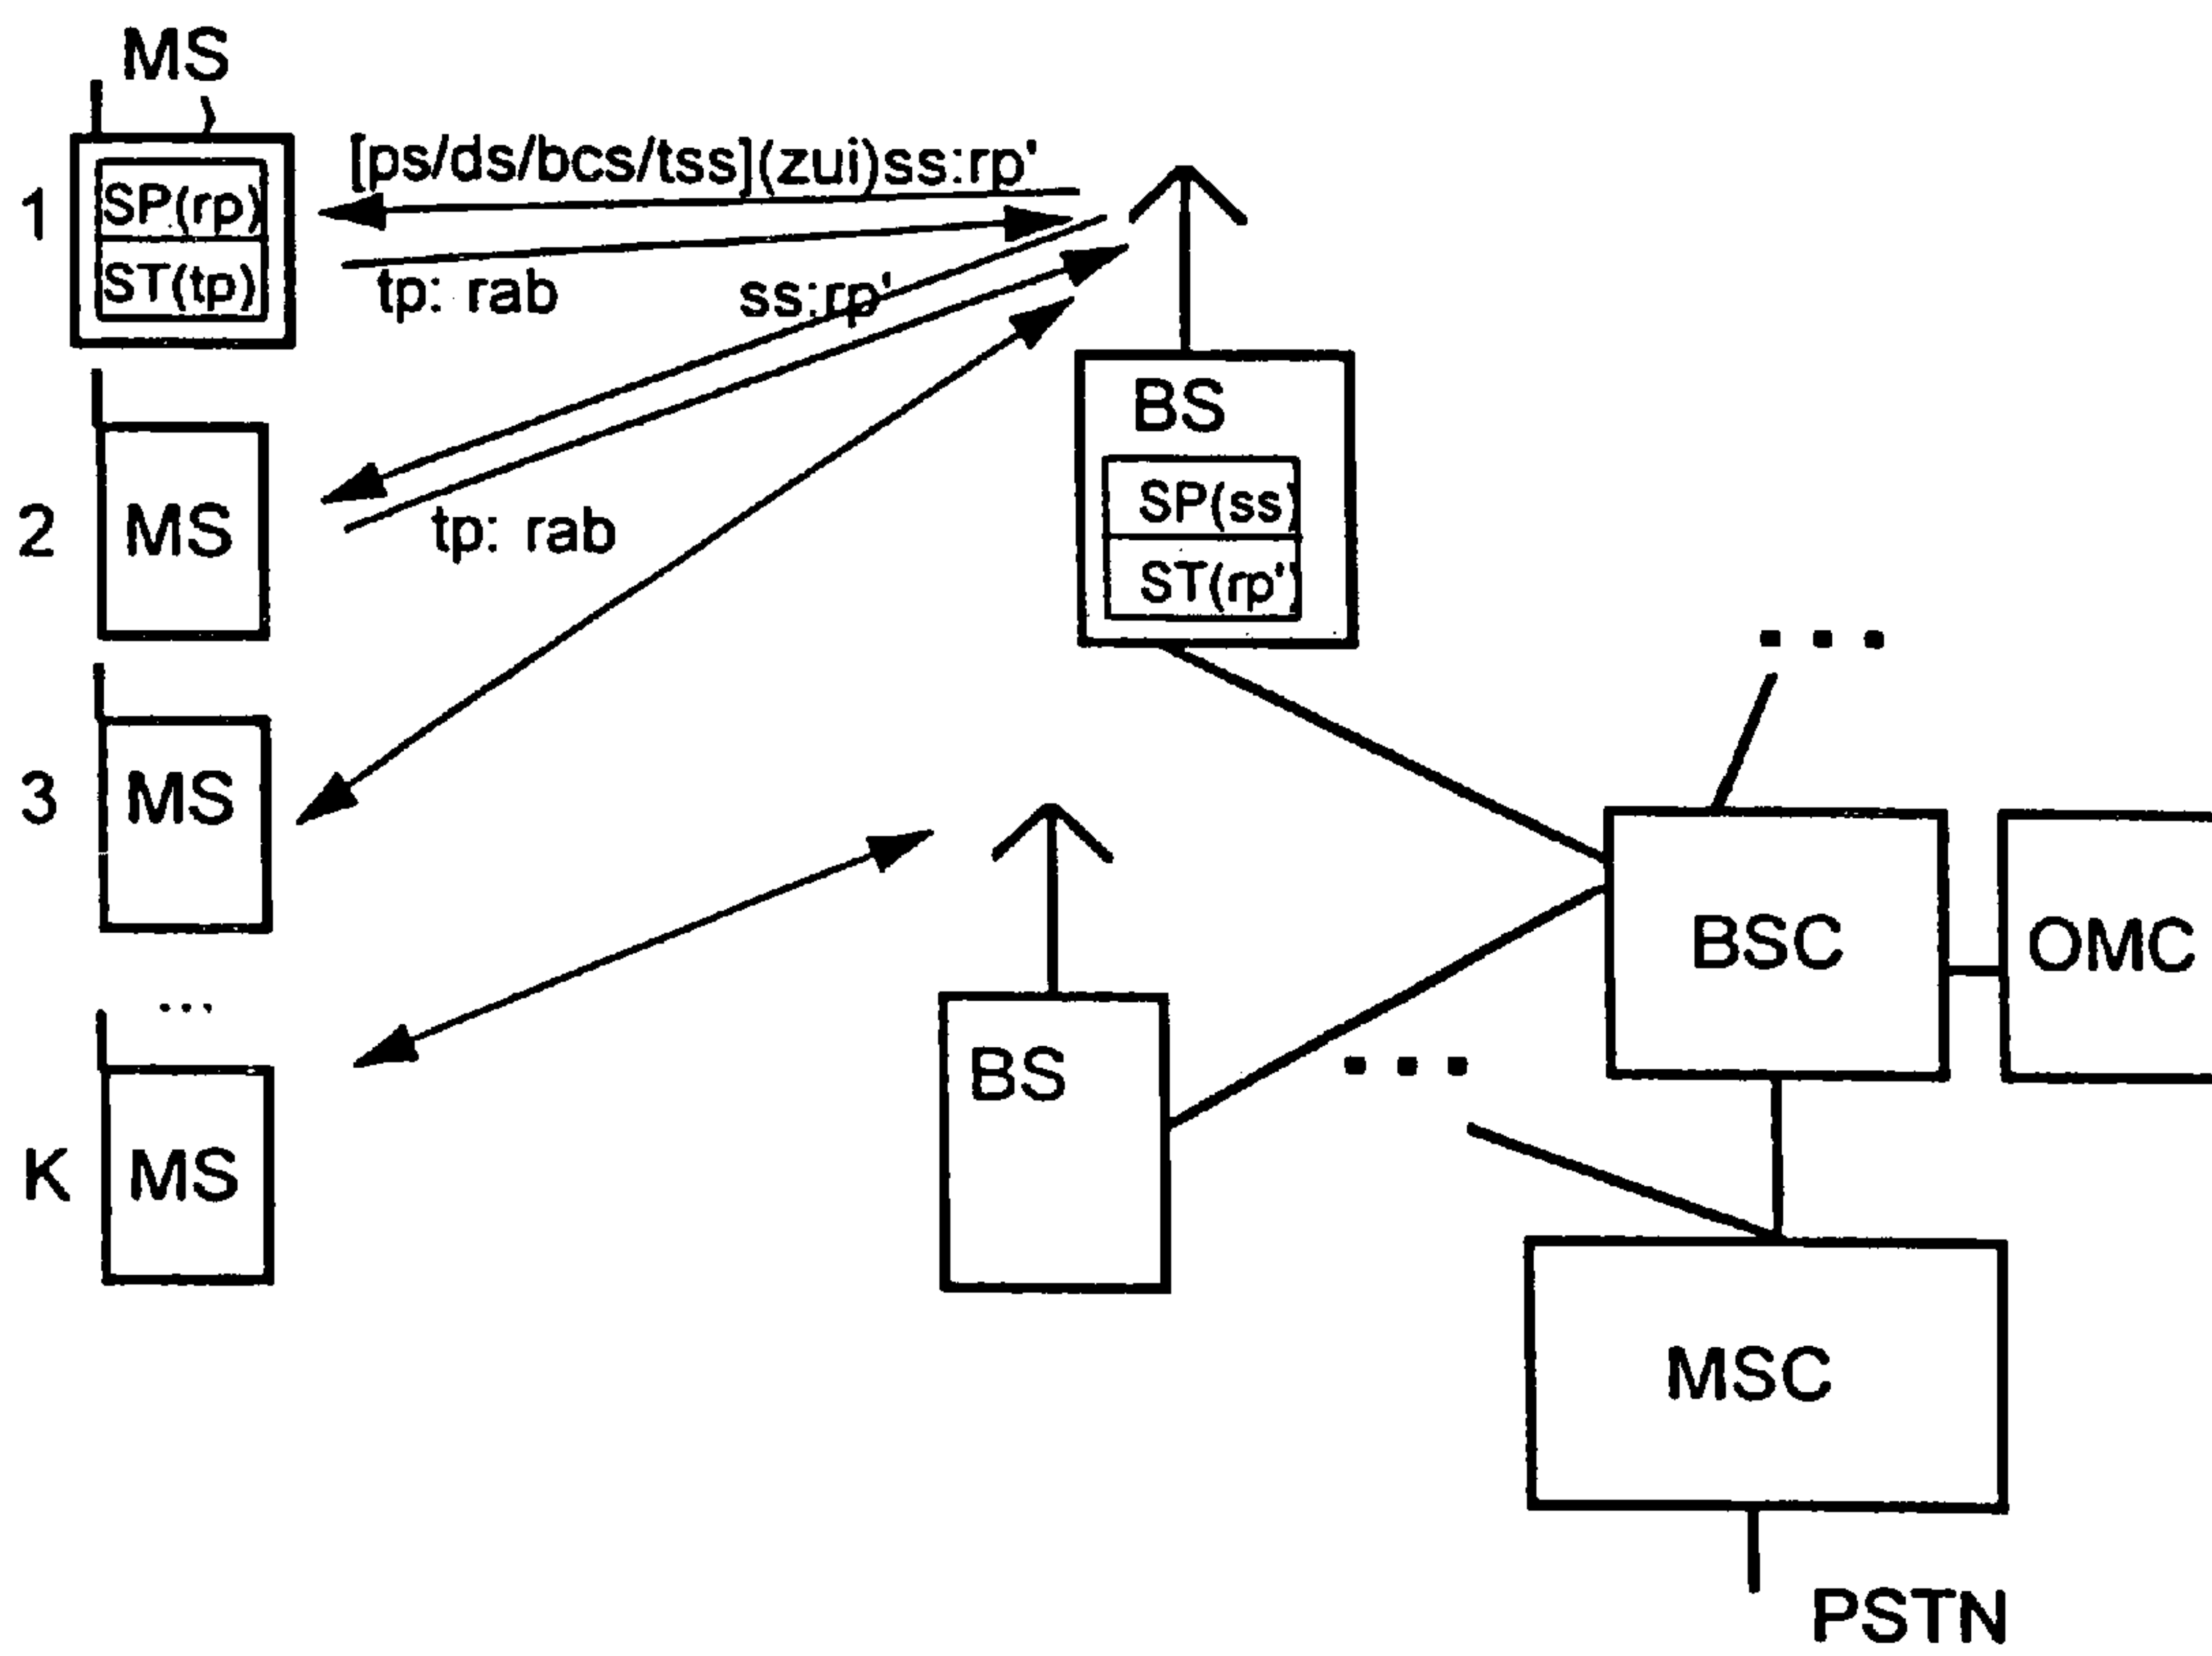 MS
[ps/ds/bcs/tss](zui)ss:rp'
1
SP(rp)
ST(tp)
tp: rab
ss:rp'
BS
SP(ss)
ST(rp')
2
MS
tp: rab
...
3
MS
BSC
OMC
...
BS
...
K
MS
MSC
PSTN